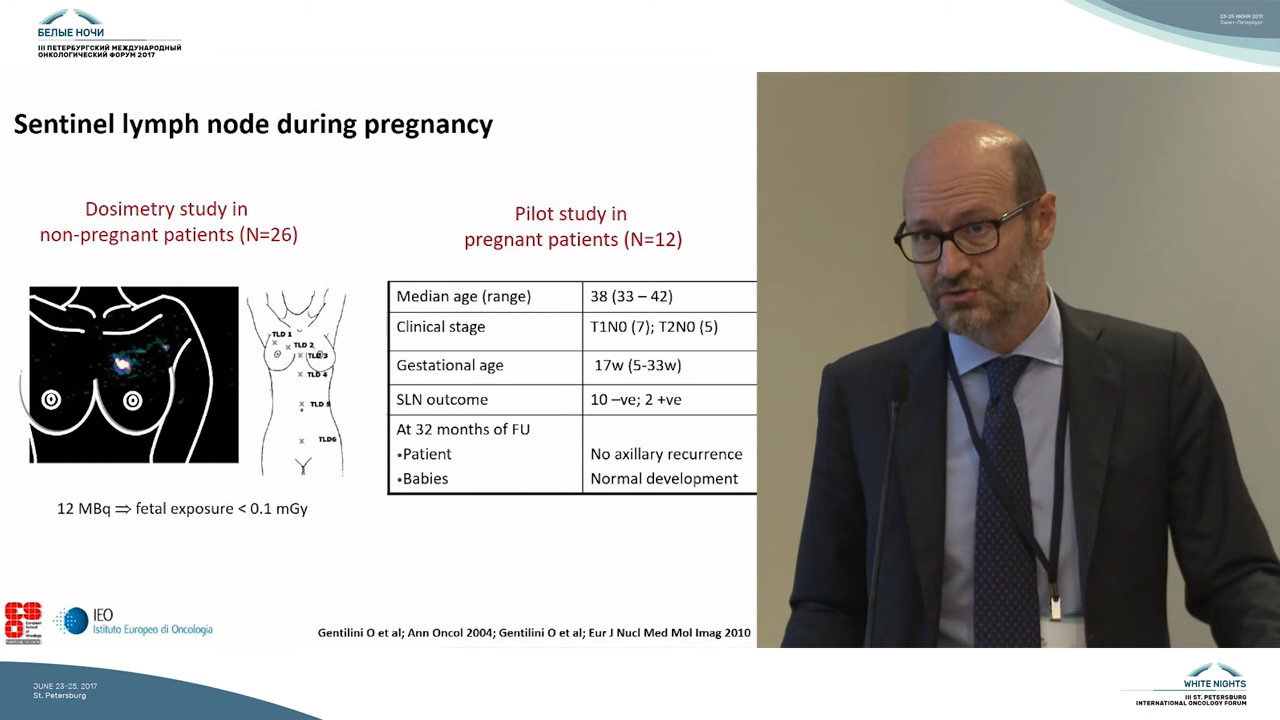 БЕЛЫЕ НОЧИ
III ПЕТЕРБУРГСКИЙ МЕЖДУНАРОДНЫЙ
ОНКОЛОГИЧЕСКИЙ ФОРУМ 2017
23-25 ИЮНЯ 2017
Санкт-Петербург
Sentinel lymph node during pregnancy
Dosimetry study in
non-pregnant patients (N=26)
TLD 1
TLD 2
TLD 3
TLD 4
TLD 5
TLD6
12 MBq ⇒ fetal exposure < 0.1 mGy
Pilot study in
pregnant patients (N=12)
Median age (range) 38 (33 – 42)
Clinical stage T1N0 (7); T2N0 (5)
Gestational age 17w (5-33w)
SLN outcome 10 –ve; 2 +ve
At 32 months of FU
•Patient No axillary recurrence
•Babies Normal development
European
School
of
Oncology
IEO
Istituto Europeo di Oncologia
Gentilini O et al; Ann Oncol 2004; Gentilini O et al; Eur J Nucl Med Mol Imag 2010
JUNE 23-25, 2017
St. Petersburg
WHITE NIGHTS
III ST. PETERSBURG
INTERNATIONAL ONCOLOGY FORUM